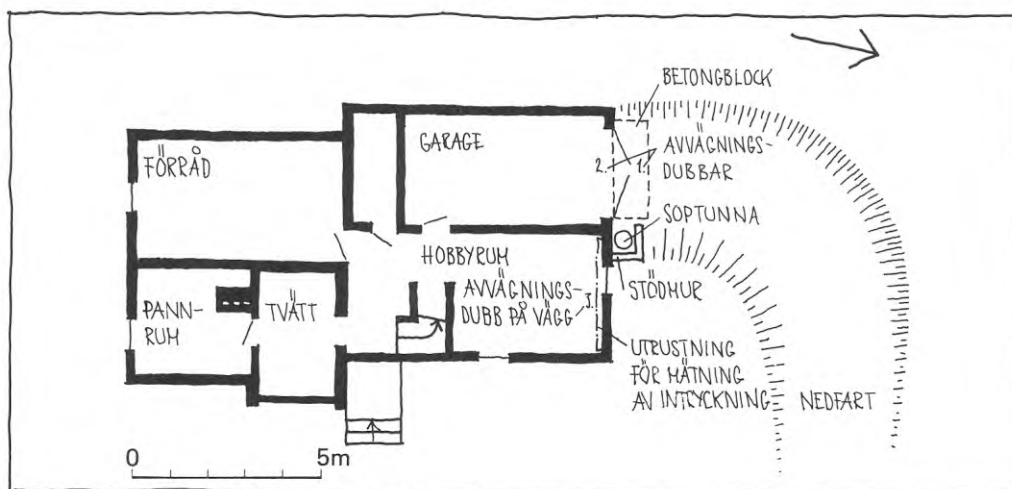 BETONGBLOCK
GARAGE
2.
1.
AVVÄGNINGS-
DUBBAR
FÖRRÅD
SOPTUNNA
HOBBYRUM
AVVÄGNINGS-
DUBB PÅ VÄGG
3.
STÖDMUR
PANN-
RUM
TVÄTT
UTRUSTNING
FÖR MÄTNING
AV INTRYCKNING
NEDFART
0
5m